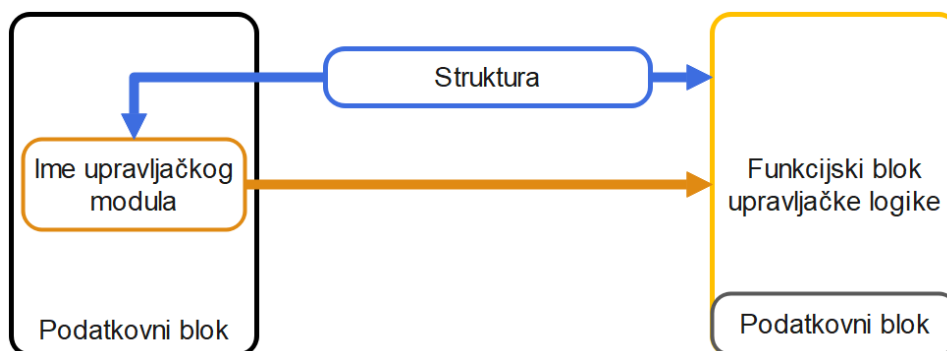 Struktura
Ime upravljačkog
modula
Podatkovni blok
Funkcijski blok
upravljačke logike
Podatkovni blok